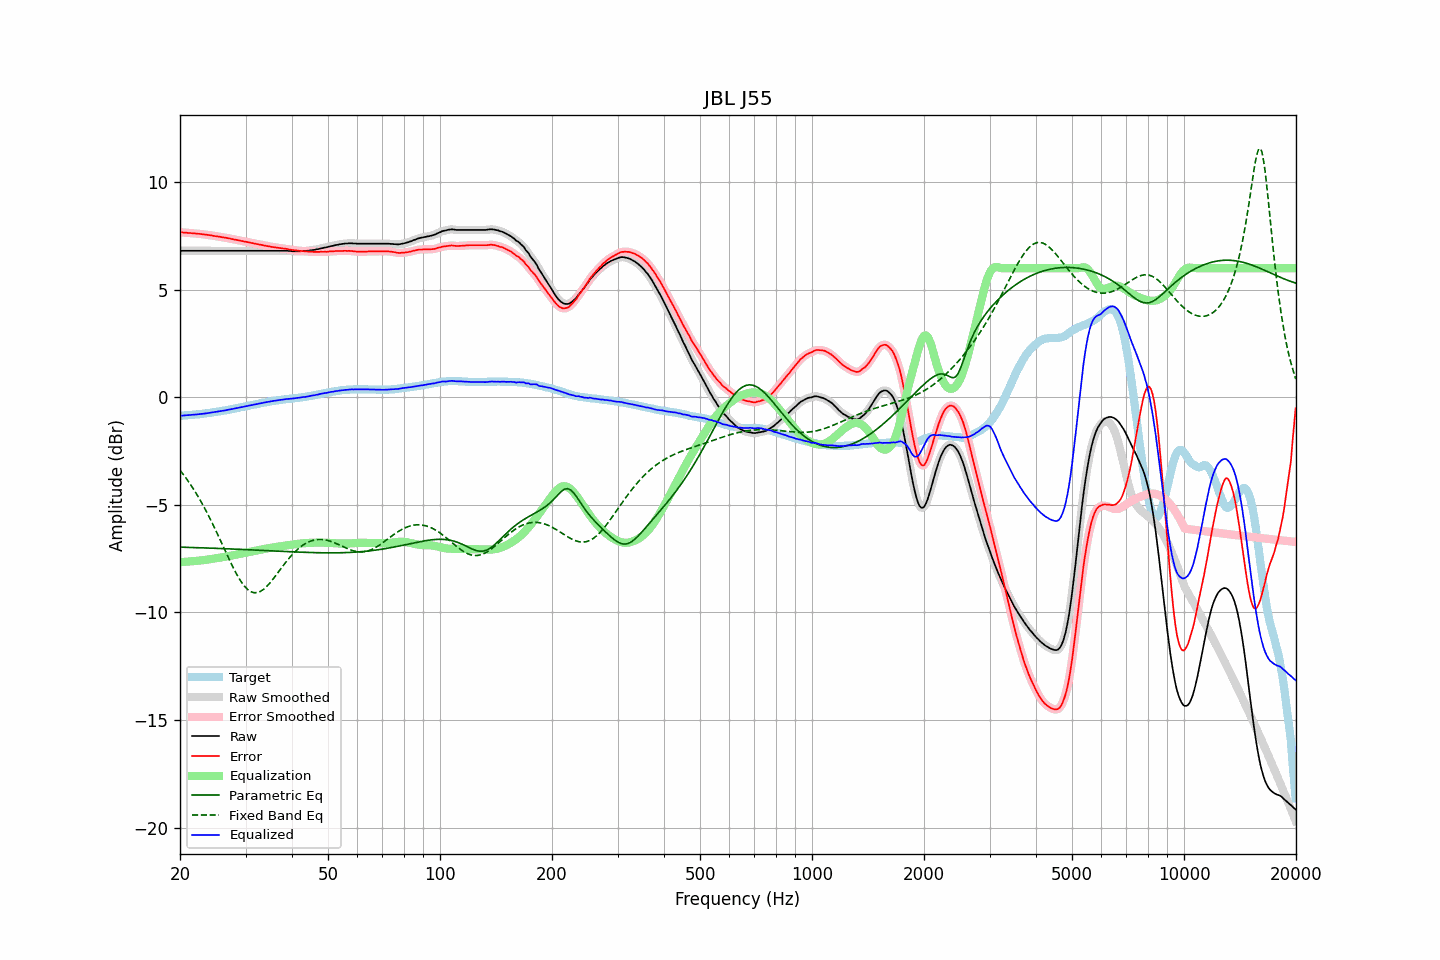 JBL J55
Amplitude (dBr)
10
5
0
−5
−10
−15
−20
Target
Raw Smoothed
Error Smoothed
Raw
Error
Equalization
Parametric Eq
Fixed Band Eq
Equalized
20 50 100 200 500 1000 2000 5000 10000 20000
Frequency (Hz)